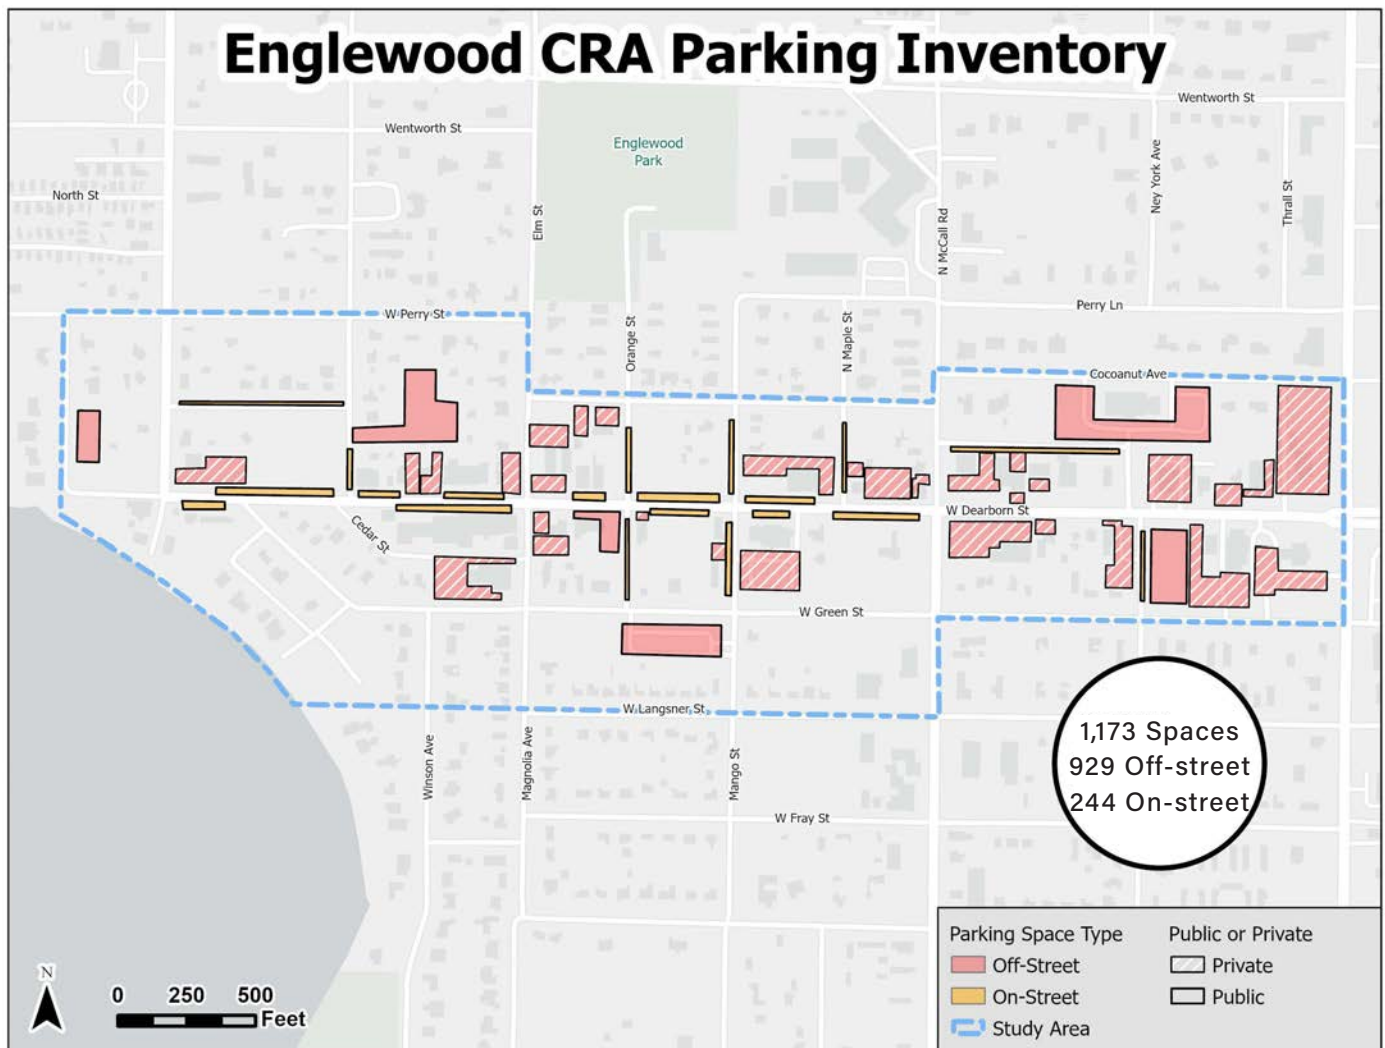 Englewood CRA Parking Inventory
Wentworth St
Wentworth St
Englewood
Park
North St
Elm St
N McCall Rd
Ney York Ave
Thrall St
W Perry St
Orange St
N Maple St
Perry Ln
Cocoanut Ave
W Dearborn St
Cedar St
W Green St
W Langsner St
Winson Ave
Magnolia Ave
Mango St
W Fray St
1,173 Spaces
929 Off-street
244 On-street
N
0 250 500
Feet
Parking Space Type
Off-Street
On-Street
Study Area
Public or Private
Private
Public